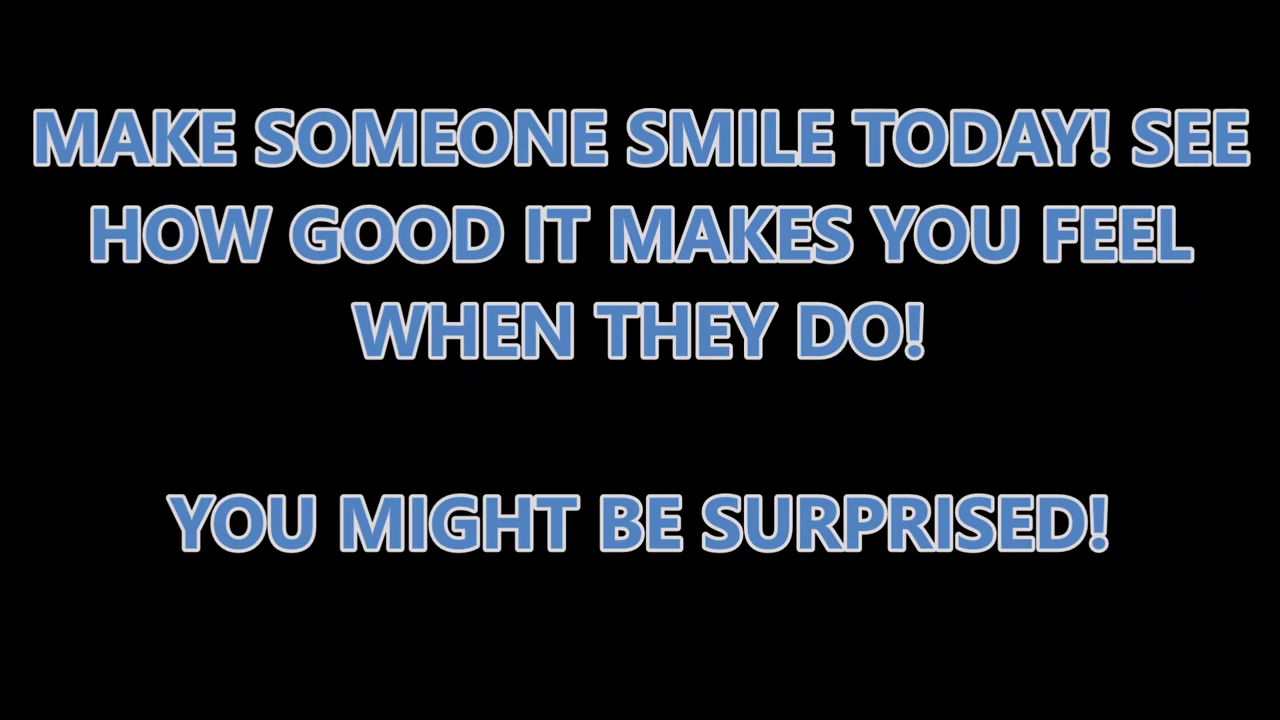 MAKE SOMEONE SMILE TODAY! SEE
HOW GOOD IT MAKES YOU FEEL
WHEN THEY DO!
YOU MIGHT BE SURPRISED!